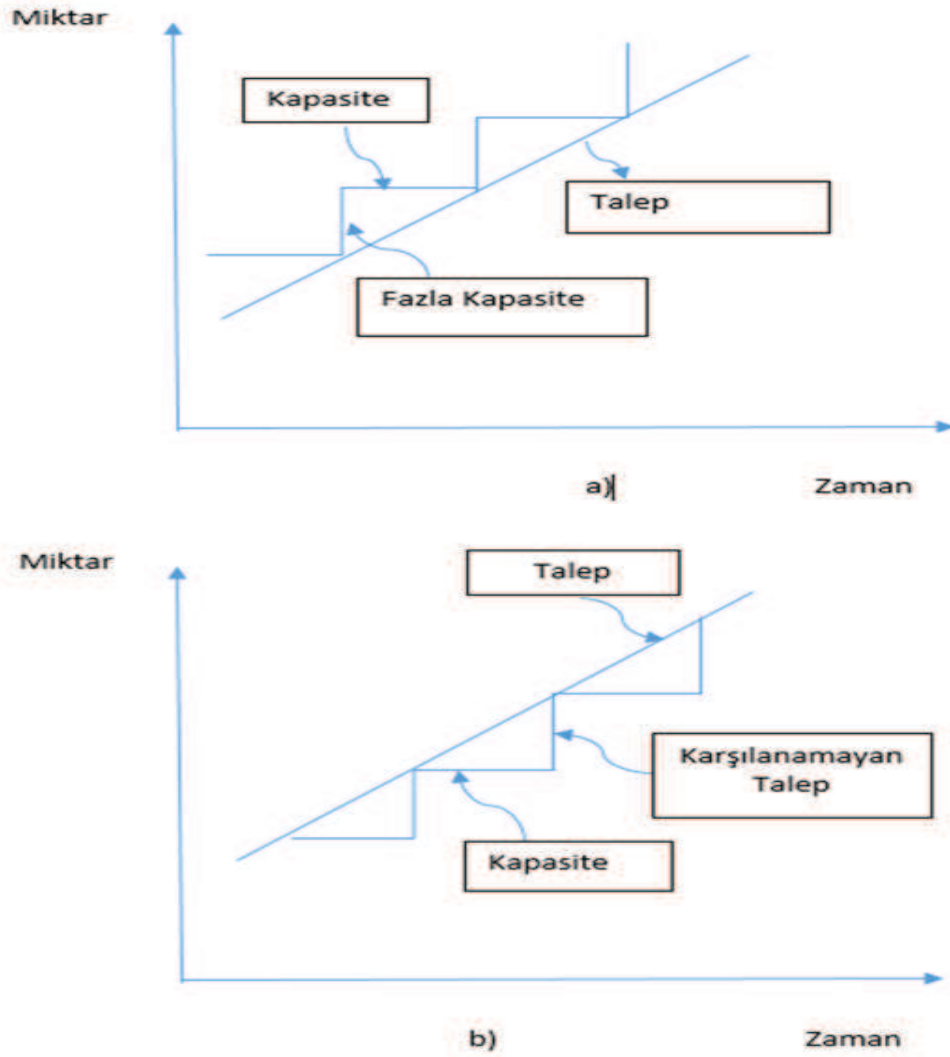 Miktar
Kapasite
Talep
Fazla Kapasite
a)
Zaman
Miktar
Talep
Karşılanamayan
Talep
Kapasite
b)
Zaman